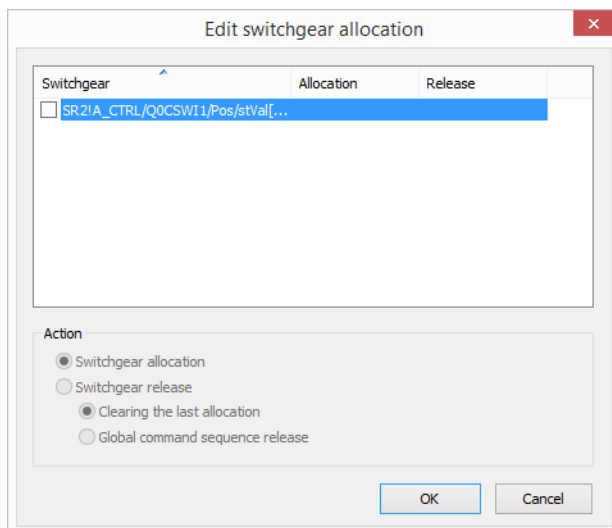 Edit switchgear allocation
Switchgear Allocation Release
SR2!A_CTRL/Q0CSWI1/Pos/stVal[...
Action
Switchgear allocation
Switchgear release
Clearing the last allocation
Global command sequence release
OK Cancel